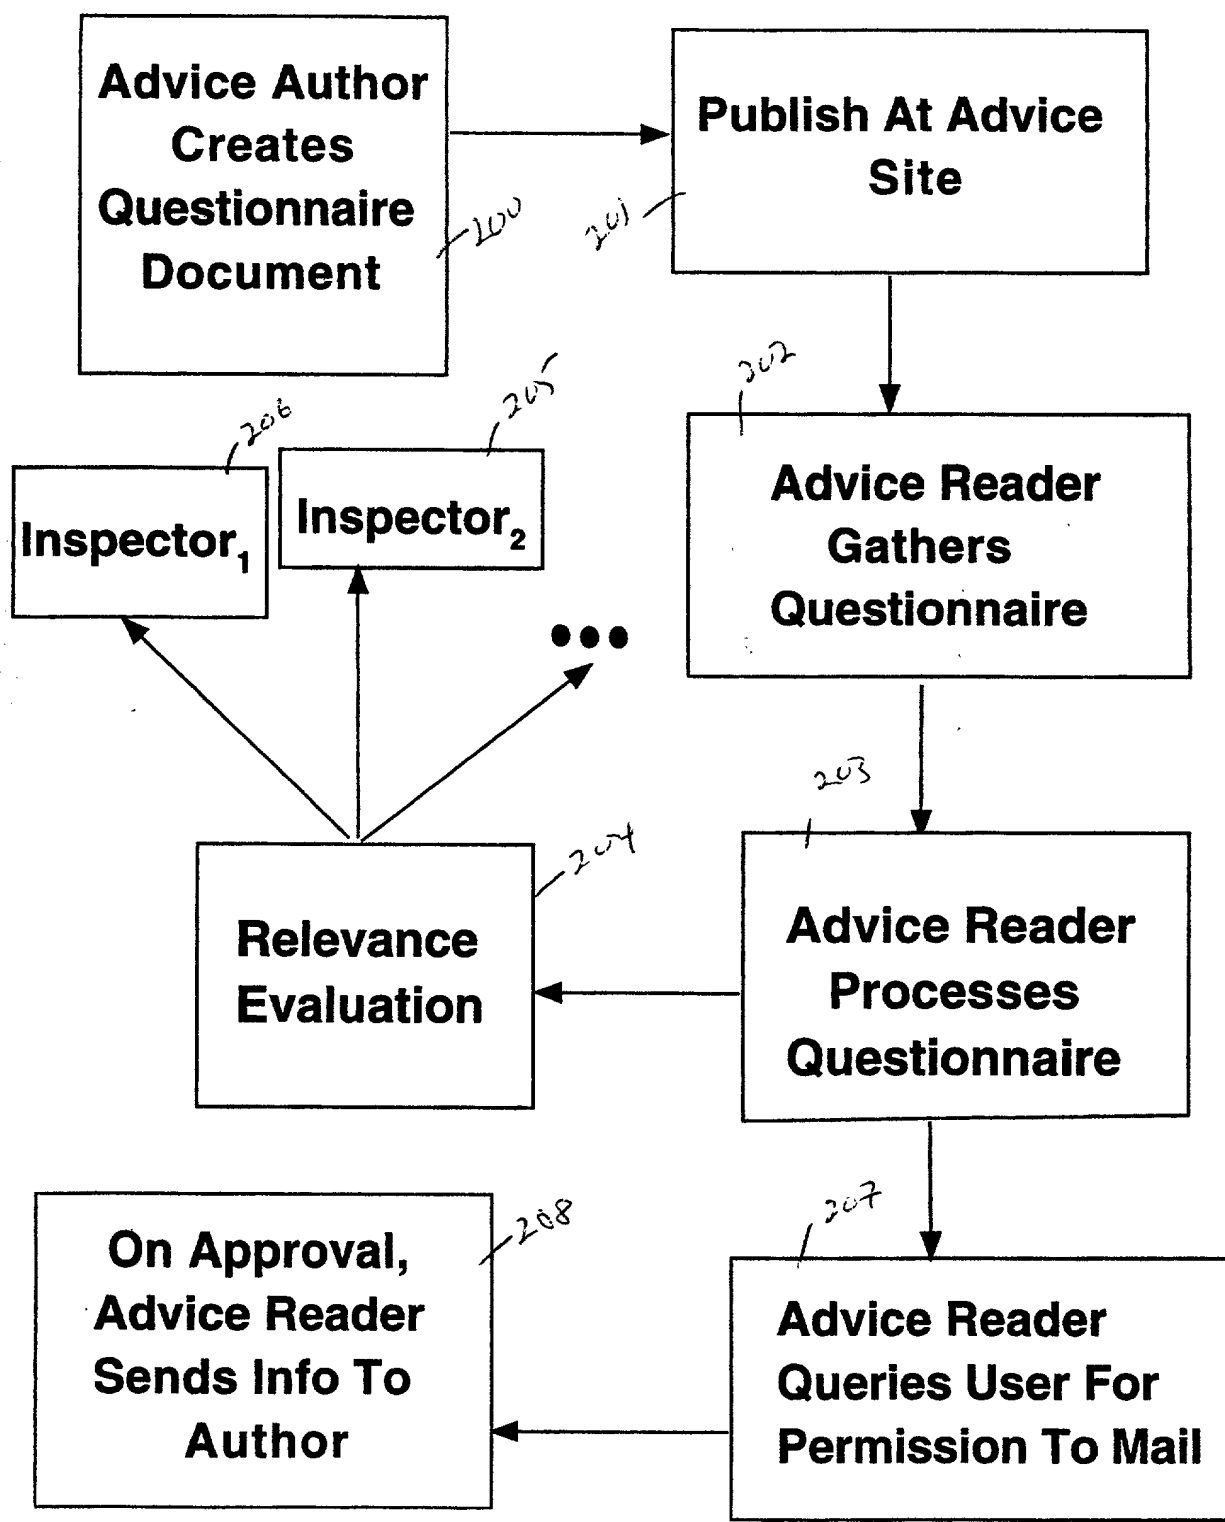 Advice Author
Creates
Questionnaire
Document
200
Publish At Advice
Site
201
202
Advice Reader
Gathers
Questionnaire
206
Inspector1
205
Inspector2
203
Advice Reader
Processes
Questionnaire
204
Relevance
Evaluation
207
Advice Reader
Queries User For
Permission To Mail
208
On Approval,
Advice Reader
Sends Info To
Author